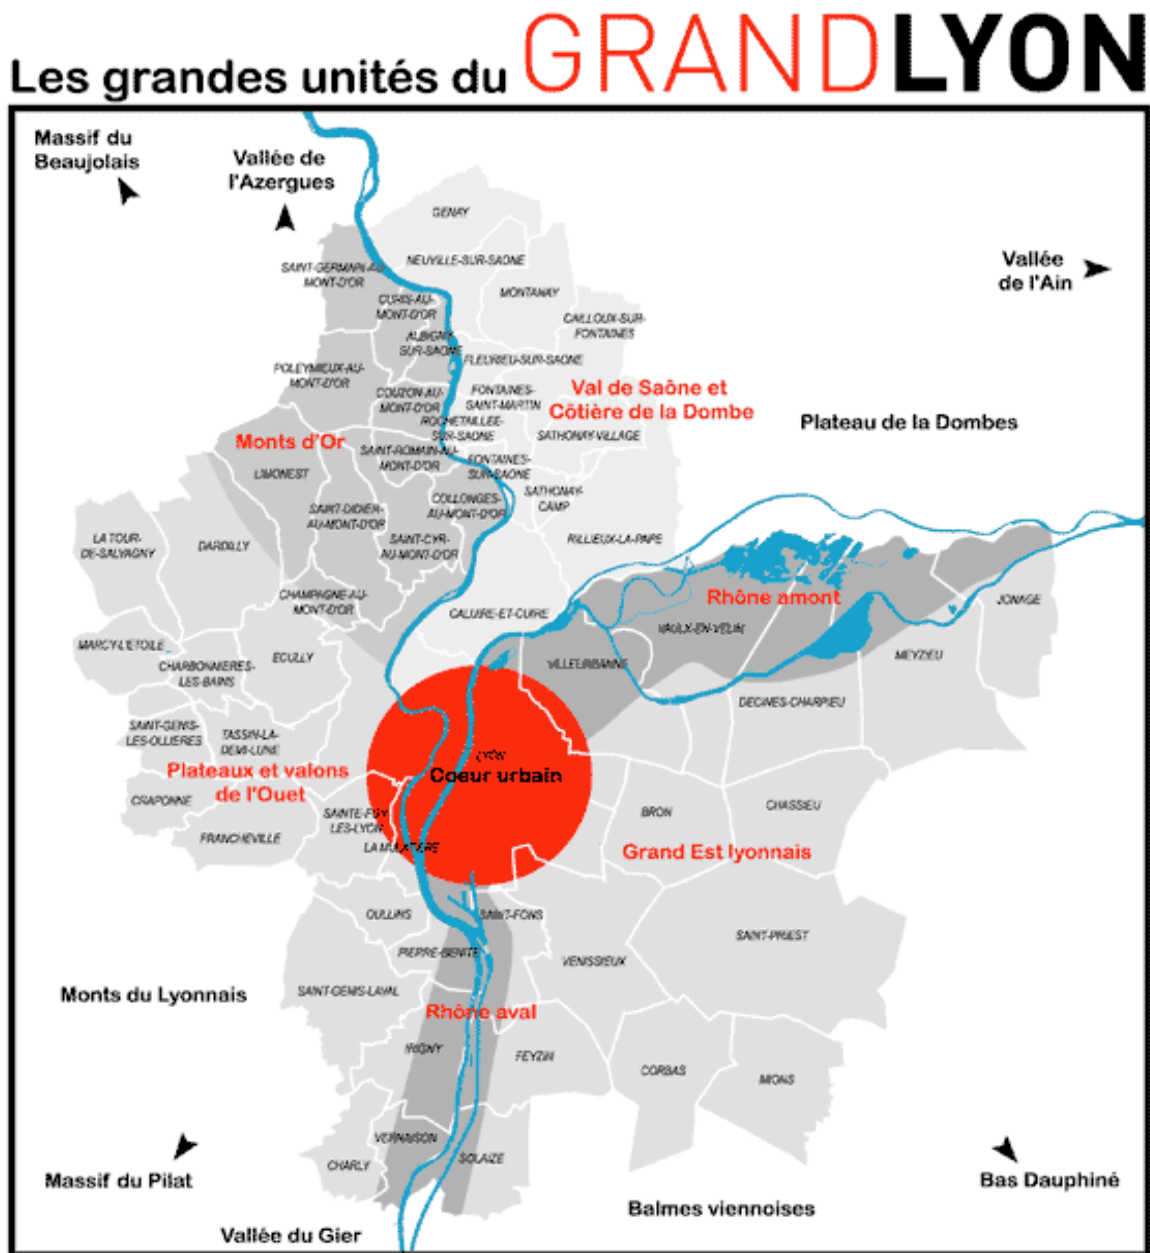 Les grandes unités du GRANDLYON
Massif du
Beaujolais
Vallée de
l'Azergues
GENAY
Vallée
de l'Ain
NEUVILLE-SUR-SAONE
SAINT-GERMAIN-AU
MONT-D'OR
MONTANAY
CURIS-AU-
MONT-D'OR
CAILLOUX-SUR-
FONTAINES
ALBIGNY
SUR-SAONE
FLEURIEU-SUR-SAONE
POLEYMIEUX-AU-
MONT-D'OR
COUZON-AU-
MONT-D'OR
FONTAINES-
SAINT-MARTIN
Val de Saône et
Côtière de la Dombe
ROCHETAILLEE-
SUR-SAONE
Plateau de la Dombes
Monts d'Or
SATHONAY-VILLAGE
SAINT-ROMAIN-AU-
MONT-D'OR
FONTAINES-
SUR-SAONE
LIMONEST
SATHONAY-
CAMP
COLLONGES-
AU-MONT-D'OR
SAINT-DIDIER-
AU-MONT-D'OR
LA TOUR-
DE-SALVAGNY
DARDILLY
SAINT-CYR-
AU-MONT-D'OR
RILLIEUX-LA-PAPE
CHAMPAGNE-AU-
MONT-D'OR
Rhône amont
JONAGE
CALUIRE-ET-CUIRE
VAULX-EN-VELIN
MARCY-L'ETOILE
ECULLY
CHARBONNIERES-
LES-BAINS
VILLEURBANNE
MEYZIEU
DECINES-CHARPIEU
SAINT-GENIS-
LES-OLLIERES
TASSIN-LA-
DEMI-LUNE
LYON
Coeur urbain
Plateaux et valons
de l'Ouet
CRAPONNE
SAINTE-FOY
LES-LYON
BRON
CHASSIEU
FRANCHEVILLE
LA MULATIERE
Grand Est lyonnais
OULLINS
SAINT-FONS
SAINT-PRIEST
PIERRE-BENITE
VENISSIEUX
Monts du Lyonnais
SAINT-GENIS-LAVAL
Rhône aval
IRIGNY
FEYZIN
CORBAS
MIONS
VERNAISON
CHARLY
SOLAIZE
Massif du Pilat
Bas Dauphiné
Balmes viennoises
Vallée du Gier